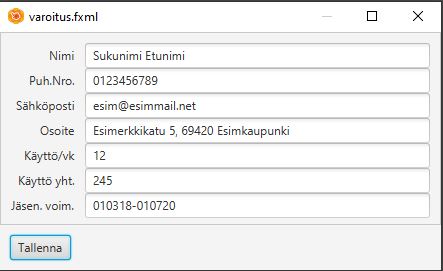 varoitus.fxml
Nimi Sukunimi Etunimi
Puh.Nro. 0123456789
Sähköposti esim@esimmail.net
Osoite Esimerkkikatu 5, 69420 Esimkaupunki
Käyttö/vk 12
Käyttö yht. 245
Jäsen. voim. 010318-010720
Tallenna